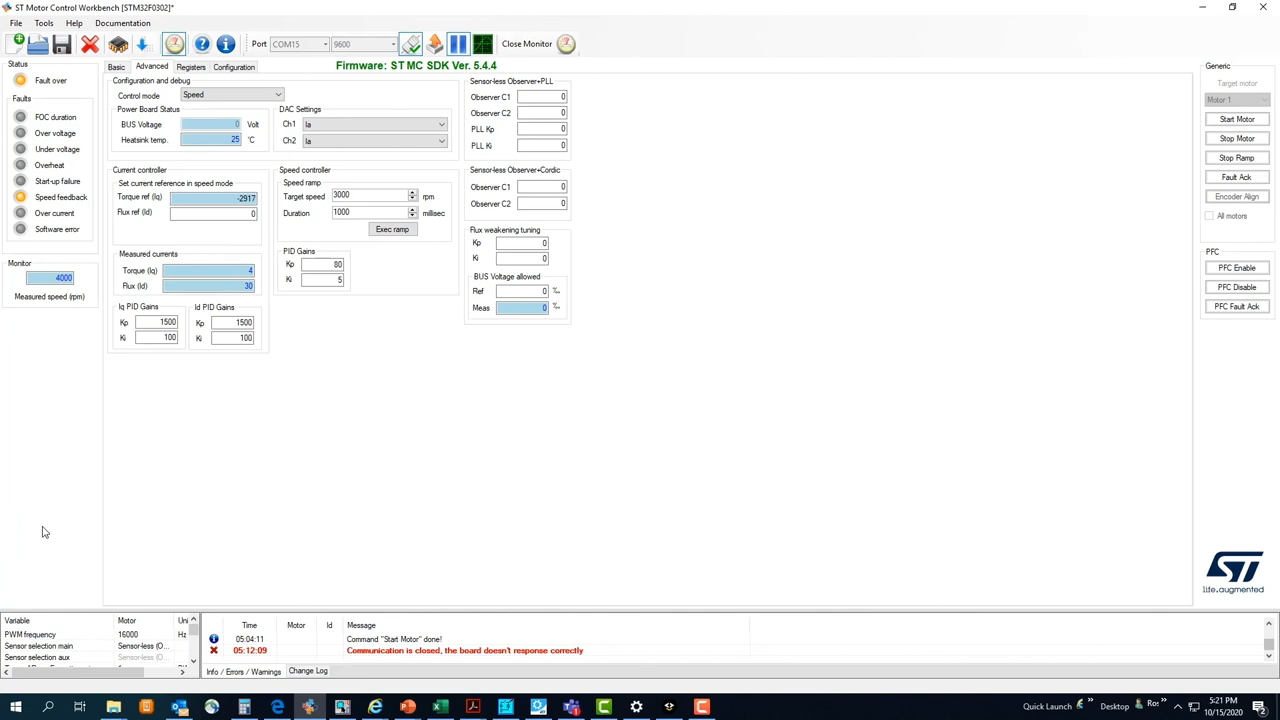 ST Motor Control Workbench [STM32F0302]*
File Tools Help Documentation
Port COM15 9600 Close Monitor
Status
Fault over
Faults
FOC duration
Over voltage
Under voltage
Overheat
Start-up failure
Speed feedback
Over current
Software error
Monitor
4000
Measured speed (rpm)
Basic Advanced Registers Configuration
Firmware: ST MC SDK Ver. 5.4.4
Configuration and debug
Control mode Speed
Power Board Status
BUS Voltage 0 Volt
Heatsink temp. 25 °C
DAC Settings
Ch1 Ia
Ch2 Ia
Current controller
Set current reference in speed mode
Torque ref (Iq) -2917
Flux ref (Id) 0
Measured currents
Torque (Iq) 4
Flux (Id) 30
Iq PID Gains
Kp 1500
Ki 100
Id PID Gains
Kp 1500
Ki 100
Speed controller
Speed ramp
Target speed 3000 rpm
Duration 1000 millisec
Exec ramp
PID Gains
Kp 80
Ki 5
Sensor-less Observer+PLL
Observer C1 0
Observer C2 0
PLL Kp 0
PLL Ki 0
Sensor-less Observer+Cordic
Observer C1 0
Observer C2 0
Flux weakening tuning
Kp 0
Ki 0
BUS Voltage allowed
Ref 0 ‰
Meas 0 ‰
Generic
Target motor
Motor 1
Start Motor
Stop Motor
Stop Ramp
Fault Ack
Encoder Align
All motors
PFC
PFC Enable
PFC Disable
PFC Fault Ack
ST
life.augmented
Variable Motor Uni
PWM frequency 16000 Hz
Sensor selection main Sensor-less (O...
Sensor selection aux Sensor-less (O...
Time Motor Id Message
05:04:11 Command "Start Motor" done!
05:12:09 Communication is closed, the board doesn't response correctly
Info / Errors / Warnings Change Log
Quick Launch » Desktop Ros » 5:21 PM
10/15/2020